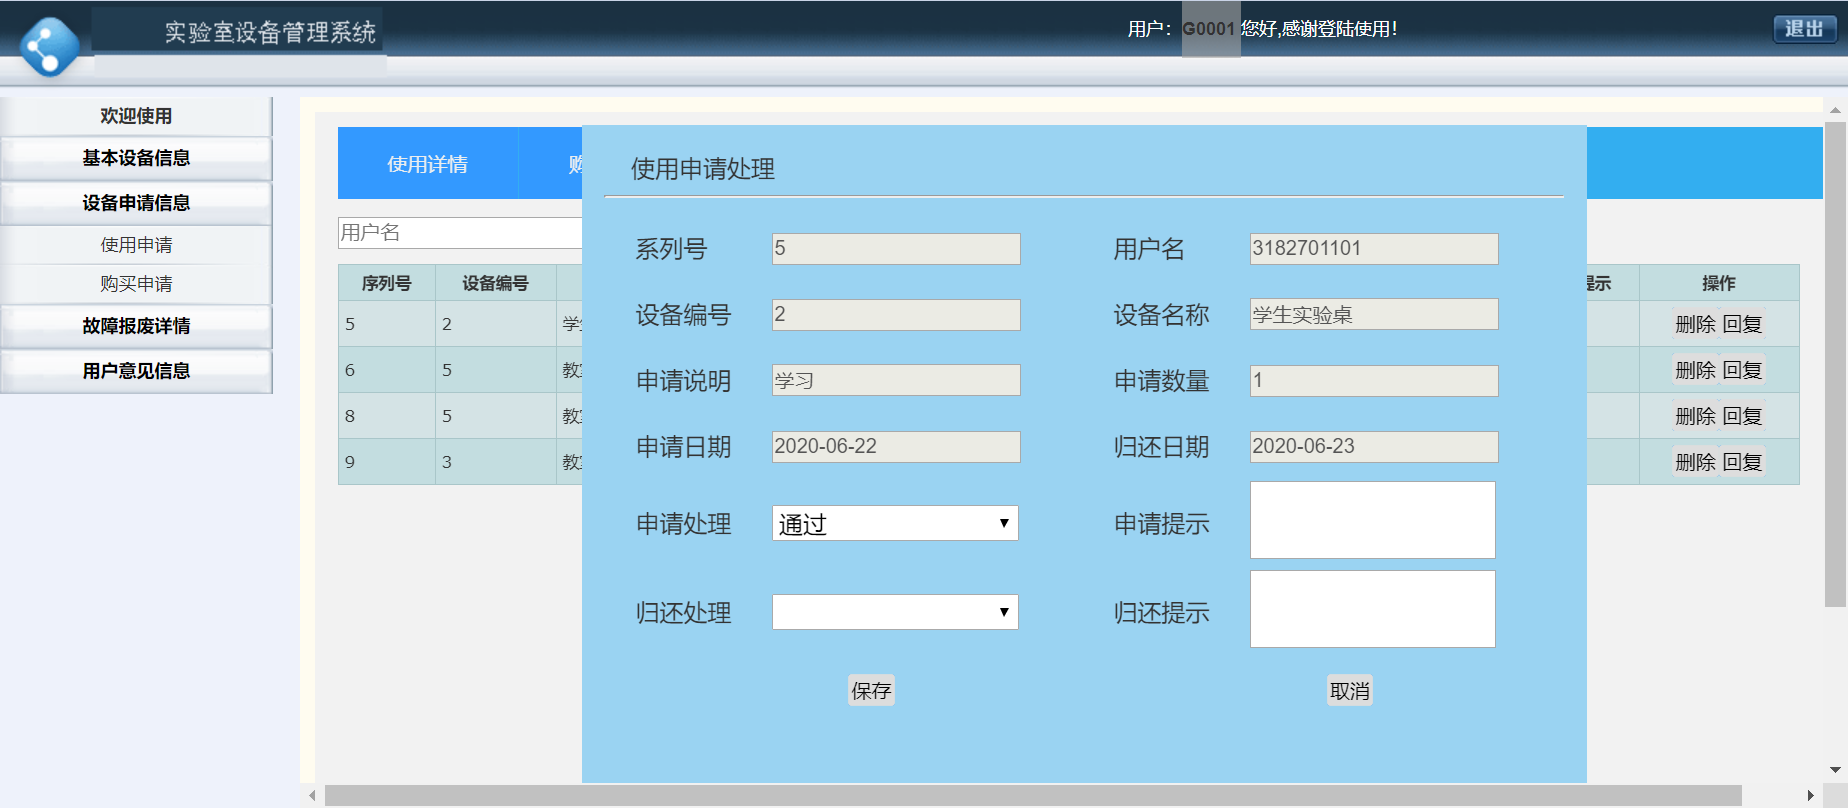 实验室设备管理系统
用户：G0001您好,感谢登陆使用!
退出
欢迎使用
基本设备信息
设备申请信息
使用申请
购买申请
故障报废详情
用户意见信息
使用详情
用户名
序列号 设备编号 提示 操作
5 2 学 删除 回复
6 5 教 删除 回复
8 5 教 删除 回复
9 3 教 删除 回复
使用申请处理
系列号 5 用户名 3182701101
设备编号 2 设备名称 学生实验桌
申请说明 学习 申请数量 1
申请日期 2020-06-22 归还日期 2020-06-23
申请处理 通过 申请提示
归还处理 归还提示
保存 取消